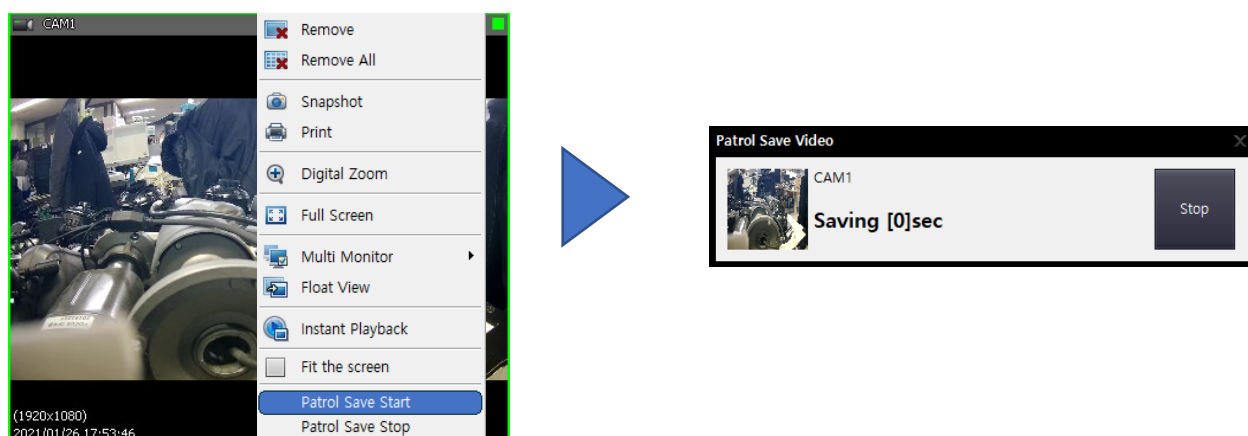 CAM1
Remove
Remove All
Snapshot
Print
Digital Zoom
Full Screen
Multi Monitor
Float View
Instant Playback
Fit the screen
Patrol Save Start
Patrol Save Stop
(1920x1080)
2021/01/26 17:53:46
Patrol Save Video
X
CAM1
Saving [0]sec
Stop